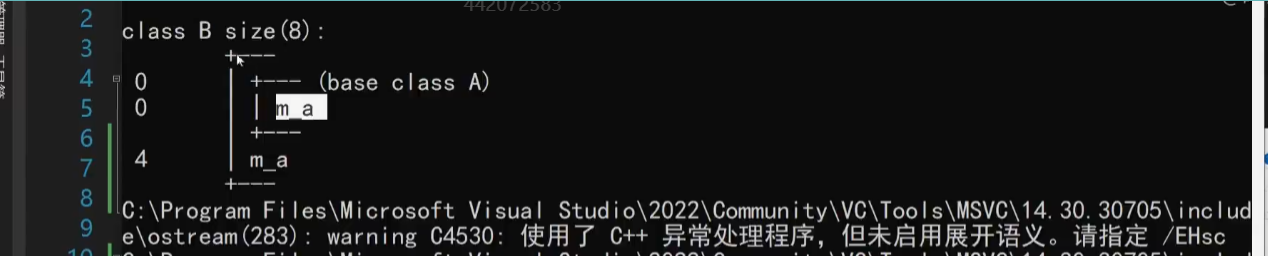 442072583
2
class B size(8):
3
+---
4
0 | +--- (base class A)
5
0 | | m_a
6
| +---
7
4 | m_a
8
+---
C:\Program Files\Microsoft Visual Studio\2022\Community\VC\Tools\MSVC\14.30.30705\includ
9
e\ostream(283): warning C4530: 使用了 C++ 异常处理程序，但未启用展开语义。请指定 /EHsc
10